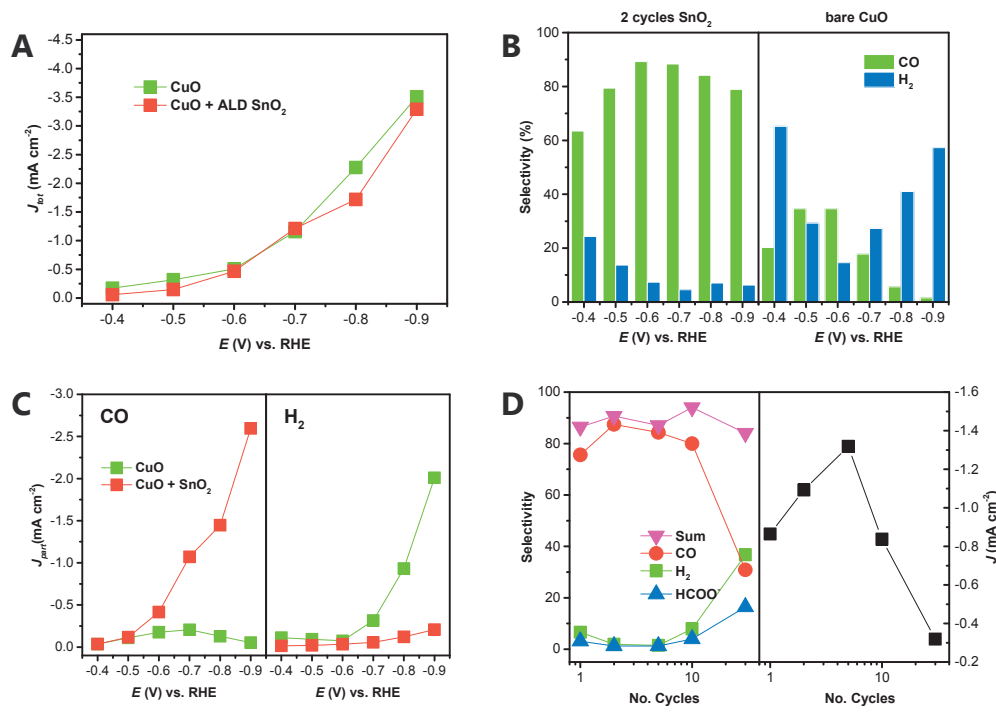 A
-4.5
-4.0
-3.5
-3.0
-2.5
-2.0
-1.5
-1.0
-0.5
0.0
J_tot (mA cm⁻²)
CuO
CuO + ALD SnO₂
-0.4 -0.5 -0.6 -0.7 -0.8 -0.9
E (V) vs. RHE
B
2 cycles SnO₂ bare CuO
100
80
60
40
20
0
Selectivity (%)
CO
H₂
-0.4 -0.5 -0.6 -0.7 -0.8 -0.9 -0.4 -0.5 -0.6 -0.7 -0.8 -0.9
E (V) vs. RHE E (V) vs. RHE
C
CO H₂
-3.0
-2.5
-2.0
-1.5
-1.0
-0.5
0.0
J_part (mA cm⁻²)
CuO
CuO + SnO₂
-0.4 -0.5 -0.6 -0.7 -0.8 -0.9 -0.4 -0.5 -0.6 -0.7 -0.8 -0.9
E (V) vs. RHE E (V) vs. RHE
D
100
80
60
40
20
0
Selectivitiy
Sum
CO
H₂
HCOO⁻
1 10 1 10
No. Cycles No. Cycles
-1.6
-1.4
-1.2
-1.0
-0.8
-0.6
-0.4
-0.2
J (mA cm⁻²)